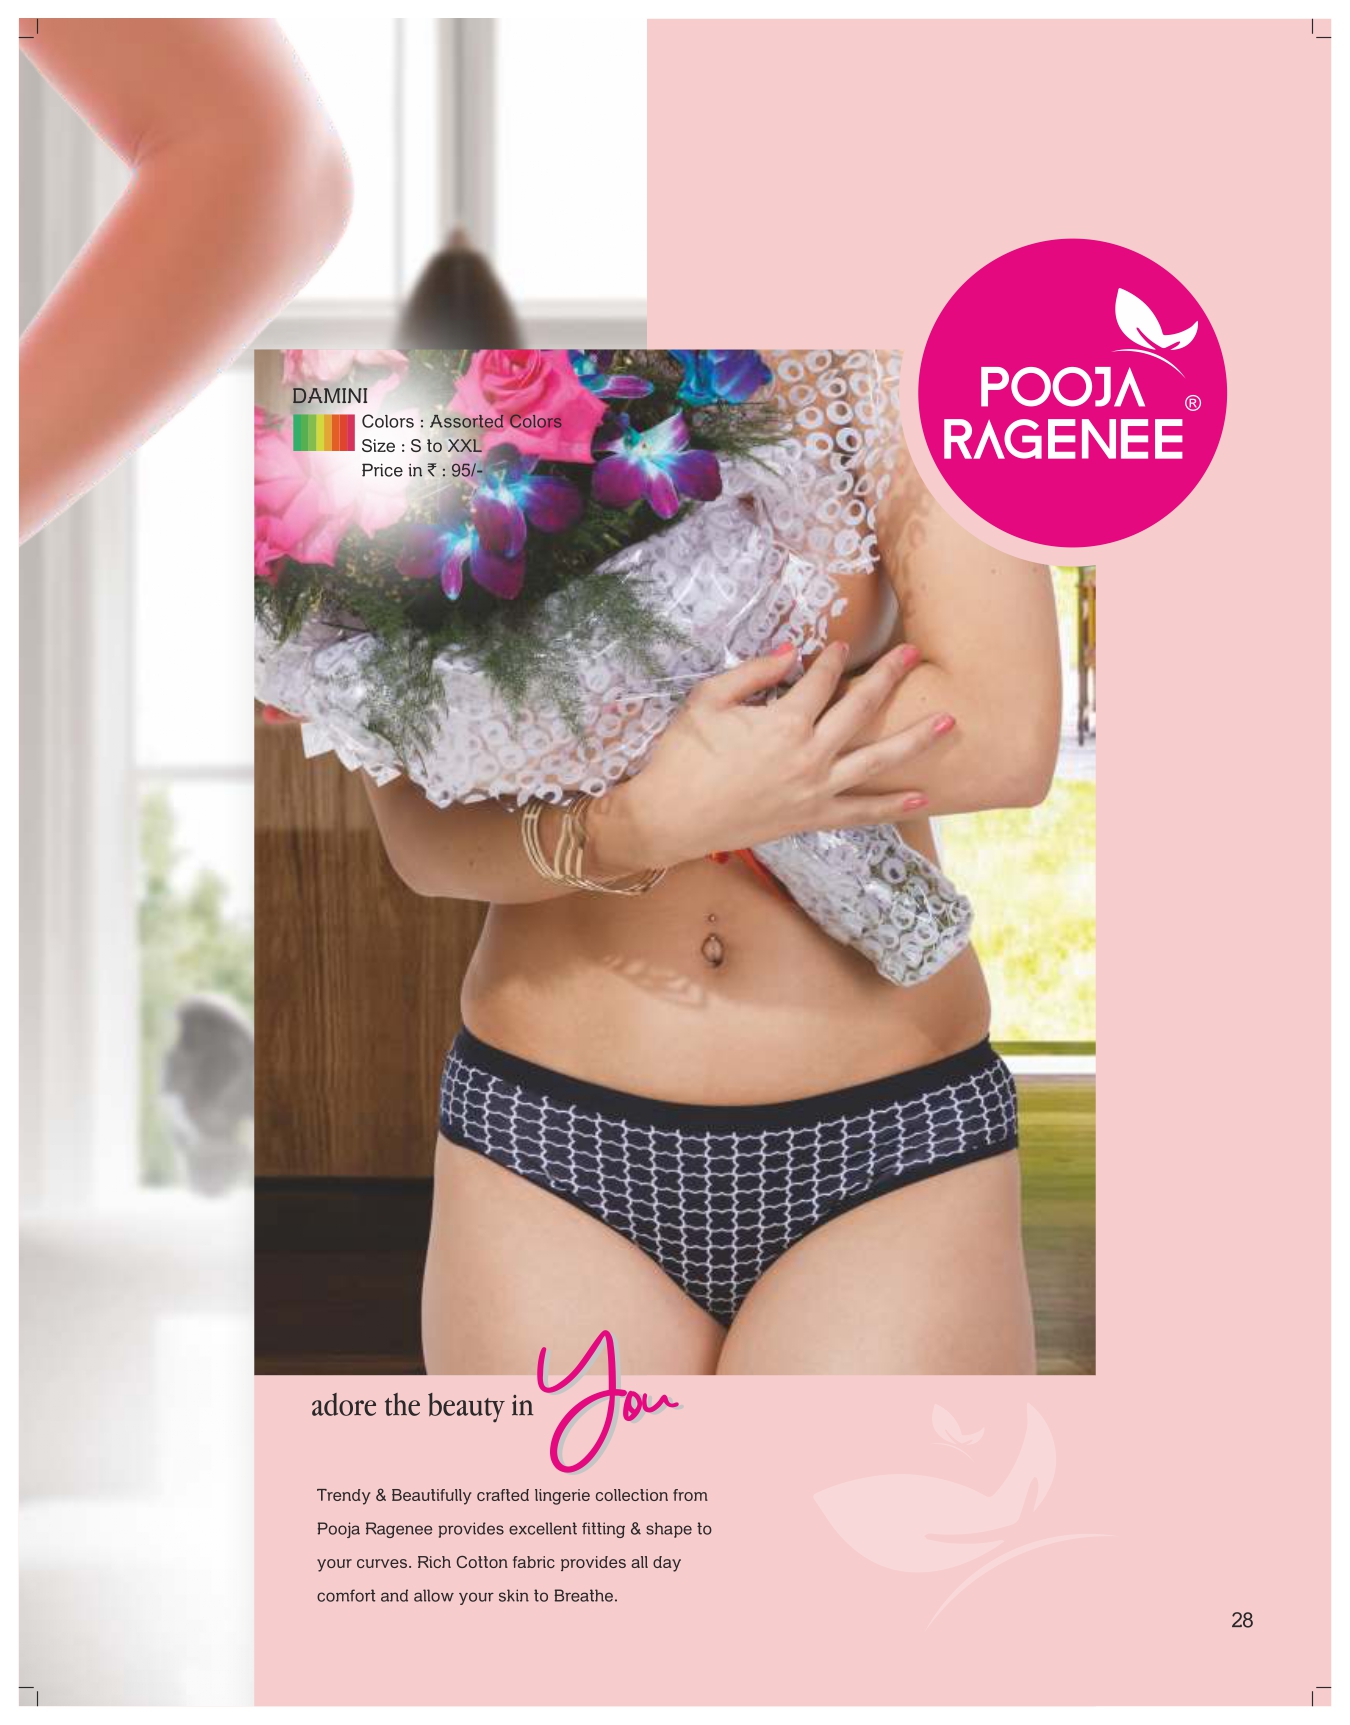 POOJA
RAGENEE ®
DAMINI
Colors : Assorted Colors
Size : S to XXL
Price in ₹ : 95/-
adore the beauty in You
Trendy & Beautifully crafted lingerie collection from
Pooja Ragenee provides excellent fitting & shape to
your curves. Rich Cotton fabric provides all day
comfort and allow your skin to Breathe.
28